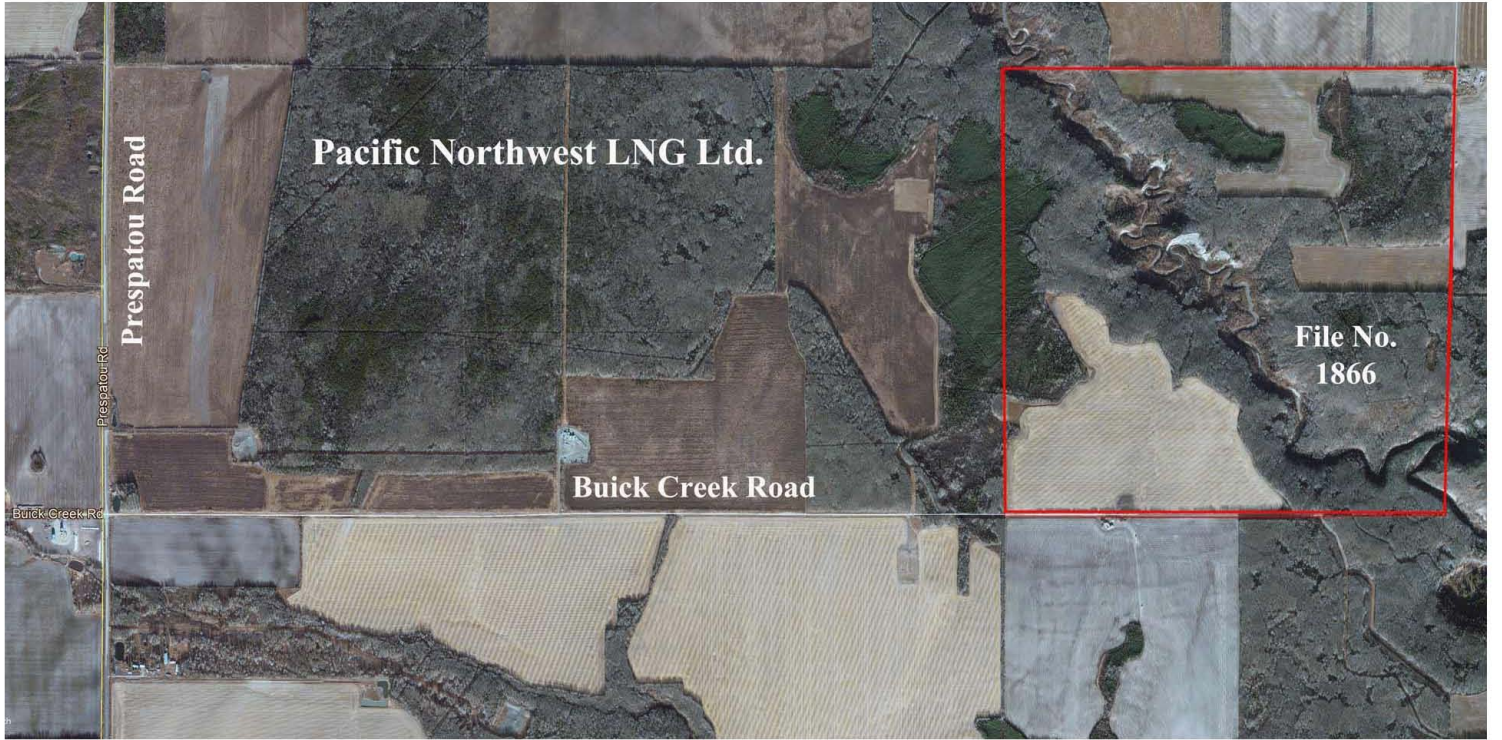 Pacific Northwest LNG Ltd.
Prespatou Road
Prespatou Rd
File No.
1866
Buick Creek Road
Buick Creek Rd